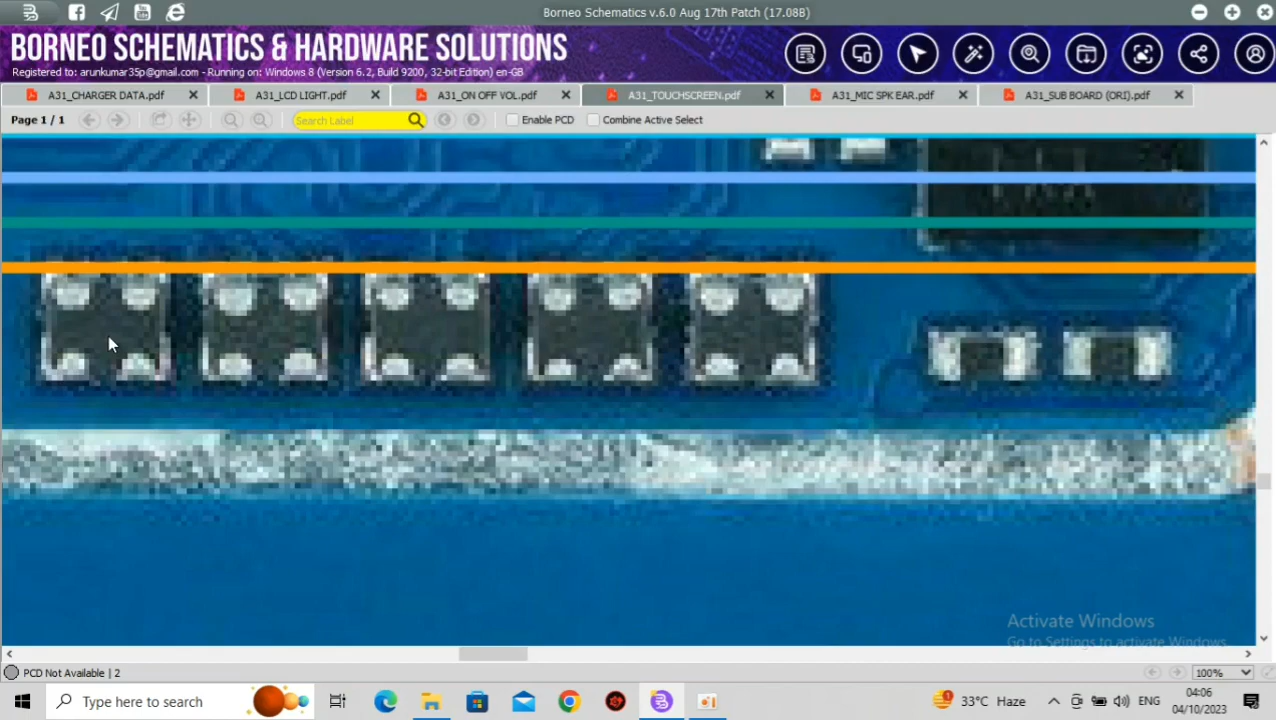 Borneo Schematics v.6.0 Aug 17th Patch (17.08B)
BORNEO SCHEMATICS & HARDWARE SOLUTIONS
Registered to: arunkumar35p@gmail.com - Running on: Windows 8 (Version 6.2, Build 9200, 32-bit Edition) en-GB
A31_CHARGER DATA.pdf A31_LCD LIGHT.pdf A31_ON OFF VOL.pdf A31_TOUCHSCREEN.pdf A31_MIC SPK EAR.pdf A31_SUB BOARD (ORI).pdf
Page 1 / 1 Search Label Enable PCD Combine Active Select
Activate Windows
Go to Settings to activate Windows.
PCD Not Available | 2 100%
Type here to search 1 33°C Haze ENG 04:06
04/10/2023